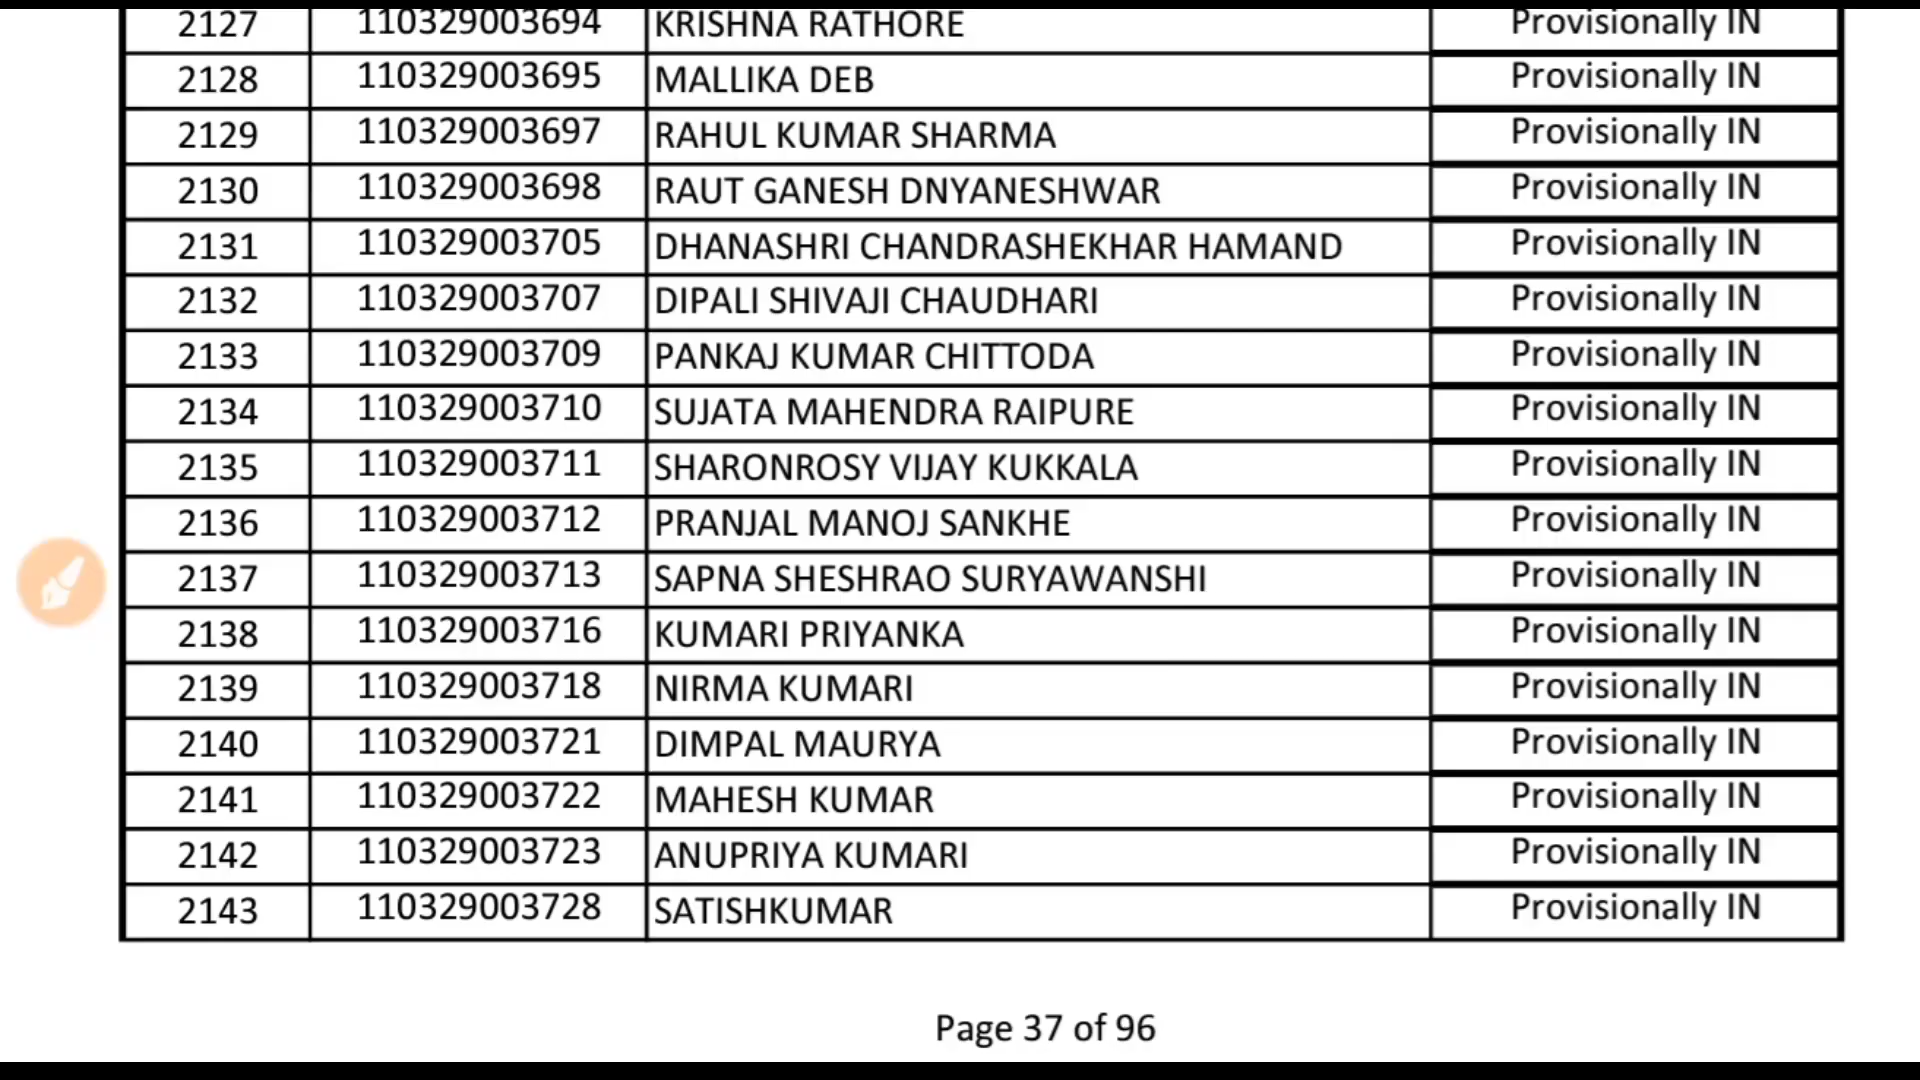 2127 110329003694 KRISHNA RATHORE Provisionally IN
2128 110329003695 MALLIKA DEB Provisionally IN
2129 110329003697 RAHUL KUMAR SHARMA Provisionally IN
2130 110329003698 RAUT GANESH DNYANESHWAR Provisionally IN
2131 110329003705 DHANASHRI CHANDRASHEKHAR HAMAND Provisionally IN
2132 110329003707 DIPALI SHIVAJI CHAUDHARI Provisionally IN
2133 110329003709 PANKAJ KUMAR CHITTODA Provisionally IN
2134 110329003710 SUJATA MAHENDRA RAIPURE Provisionally IN
2135 110329003711 SHARONROSY VIJAY KUKKALA Provisionally IN
2136 110329003712 PRANJAL MANOJ SANKHE Provisionally IN
2137 110329003713 SAPNA SHESHRAO SURYAWANSHI Provisionally IN
2138 110329003716 KUMARI PRIYANKA Provisionally IN
2139 110329003718 NIRMA KUMARI Provisionally IN
2140 110329003721 DIMPAL MAURYA Provisionally IN
2141 110329003722 MAHESH KUMAR Provisionally IN
2142 110329003723 ANUPRIYA KUMARI Provisionally IN
2143 110329003728 SATISHKUMAR Provisionally IN
Page 37 of 96